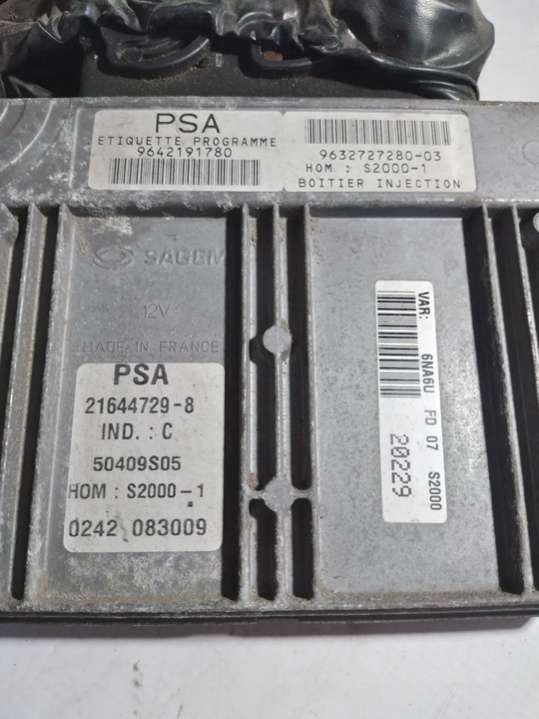 PSA
ETIQUETTE PROGRAMME
9642191780
9632727280-03
HOM : S2000-1
BOITIER INJECTION
SAGEM
12V
MADE IN FRANCE
PSA
21644729-8
IND. : C
50409S05
HOM : S2000-1
0242 083009
VAR: 6NA6U FD 07 S2000
20229